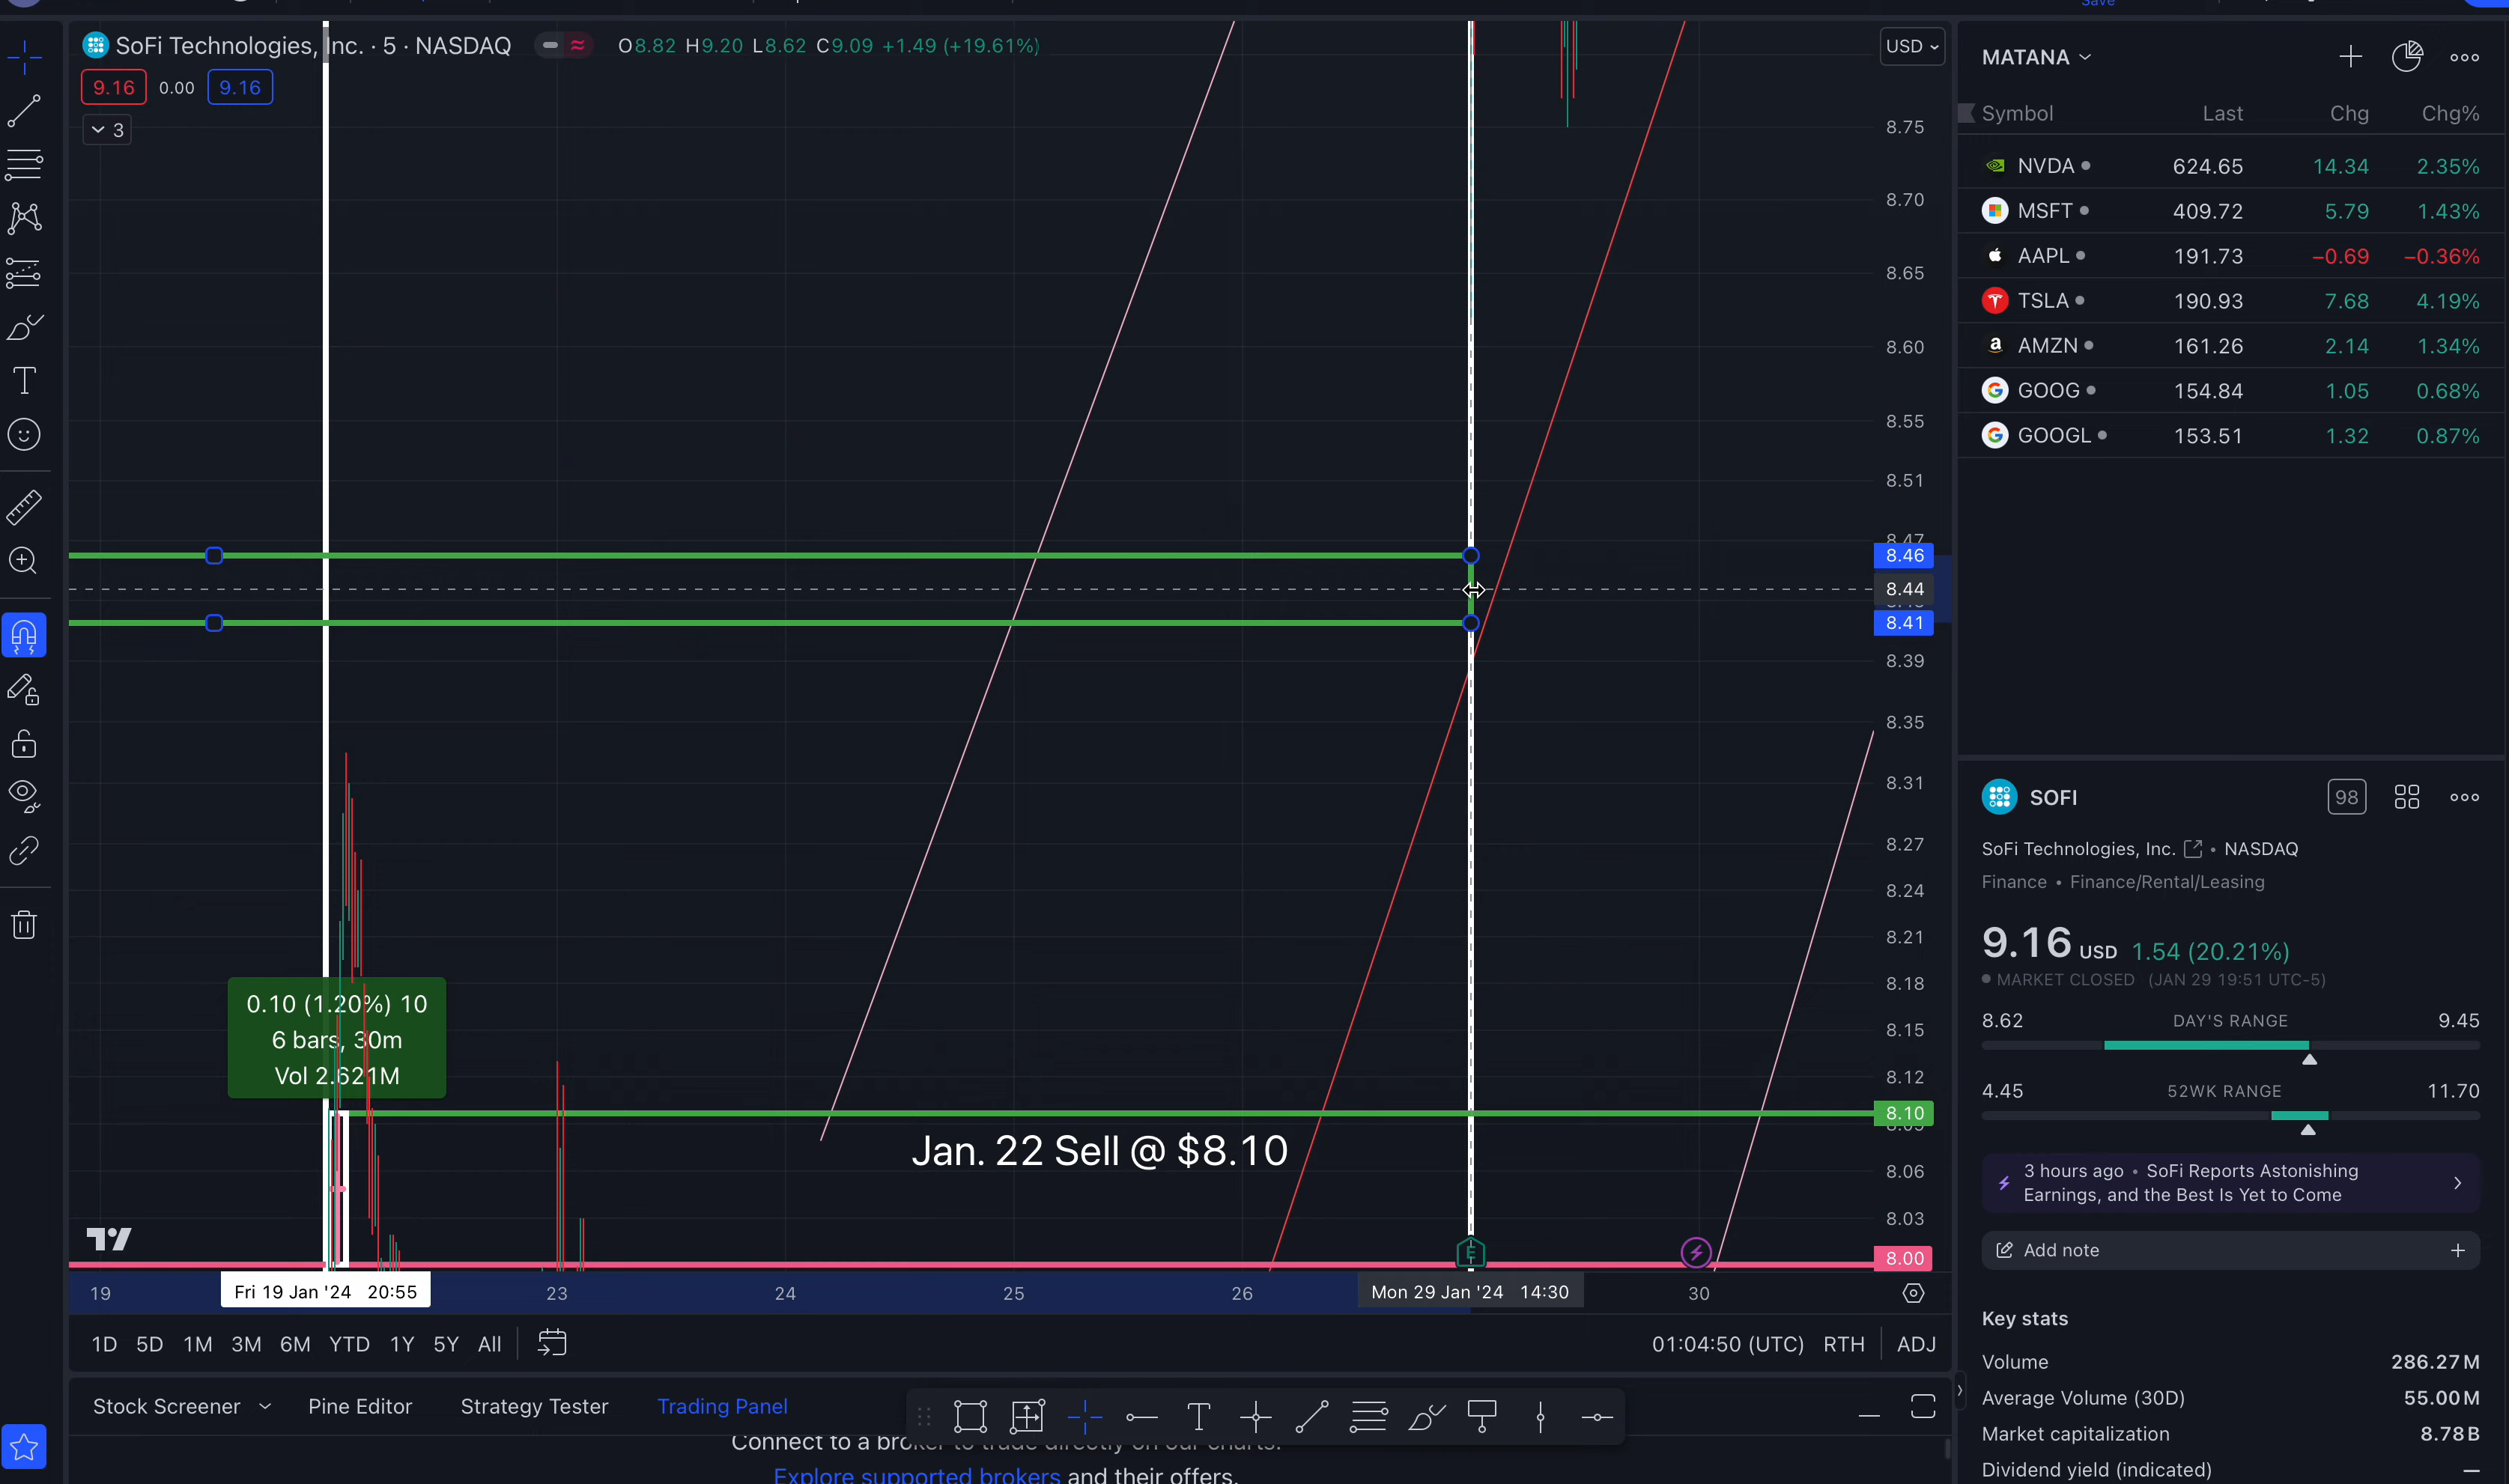 SoFi Technologies, Inc. · 5 · NASDAQ
O8.82 H9.20 L8.62 C9.09 +1.49 (+19.61%)
USD
9.16 0.00 9.16
3
8.75
8.70
8.65
8.60
8.55
8.51
8.47
8.46
8.44
8.41
8.39
8.35
8.31
8.27
8.24
8.21
8.18
8.15
8.12
8.10
8.06
8.03
8.00
0.10 (1.20%) 10
6 bars, 30m
Vol 2.621M
Jan. 22 Sell @ $8.10
E
19 Fri 19 Jan '24 20:55 23 24 25 26 Mon 29 Jan '24 14:30 30
1D 5D 1M 3M 6M YTD 1Y 5Y All
01:04:50 (UTC) RTH ADJ
Stock Screener Pine Editor Strategy Tester Trading Panel
Connect to a broker to trade directly on our charts.
Explore supported brokers and their offers.
Save
MATANA
Symbol Last Chg Chg%
NVDA 624.65 14.34 2.35%
MSFT 409.72 5.79 1.43%
AAPL 191.73 −0.69 −0.36%
TSLA 190.93 7.68 4.19%
AMZN 161.26 2.14 1.34%
GOOG 154.84 1.05 0.68%
GOOGL 153.51 1.32 0.87%
SOFI 98
SoFi Technologies, Inc. • NASDAQ
Finance • Finance/Rental/Leasing
9.16 USD 1.54 (20.21%)
MARKET CLOSED (JAN 29 19:51 UTC-5)
8.62 DAY'S RANGE 9.45
4.45 52WK RANGE 11.70
3 hours ago • SoFi Reports Astonishing
Earnings, and the Best Is Yet to Come
Add note
Key stats
Volume 286.27M
Average Volume (30D) 55.00M
Market capitalization 8.78B
Dividend yield (indicated) —